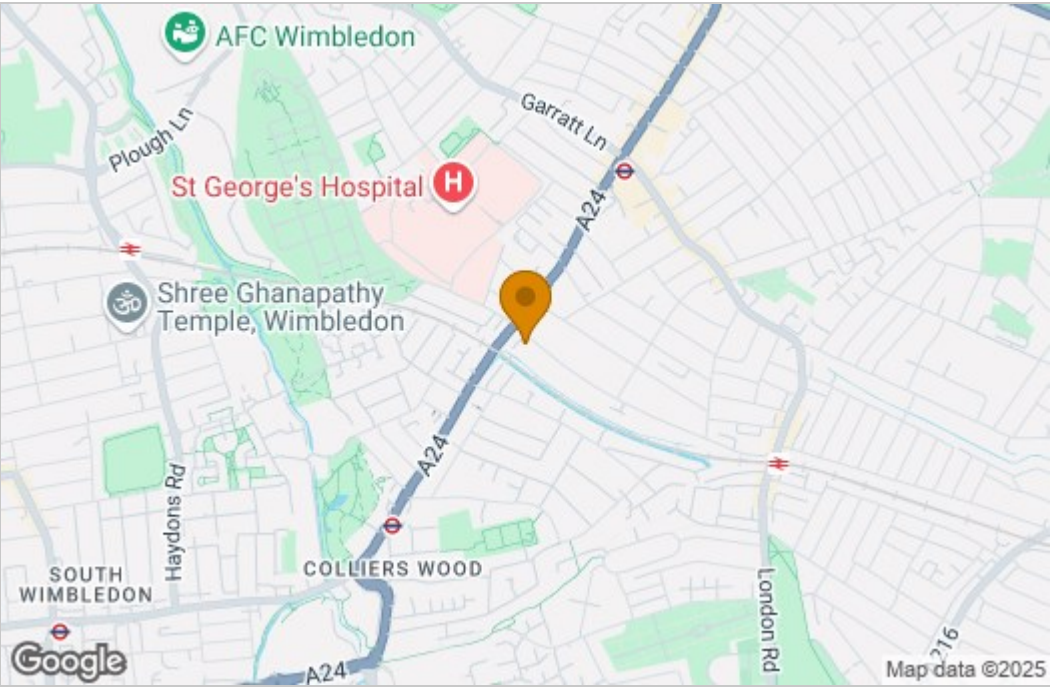 AFC Wimbledon
Garratt Ln
Plough Ln
St George's Hospital
H
A24
Shree Ghanapathy
Temple, Wimbledon
A24
Haydons Rd
COLLIERS WOOD
SOUTH
WIMBLEDON
London Rd
216
A24
Google
Map data ©2025